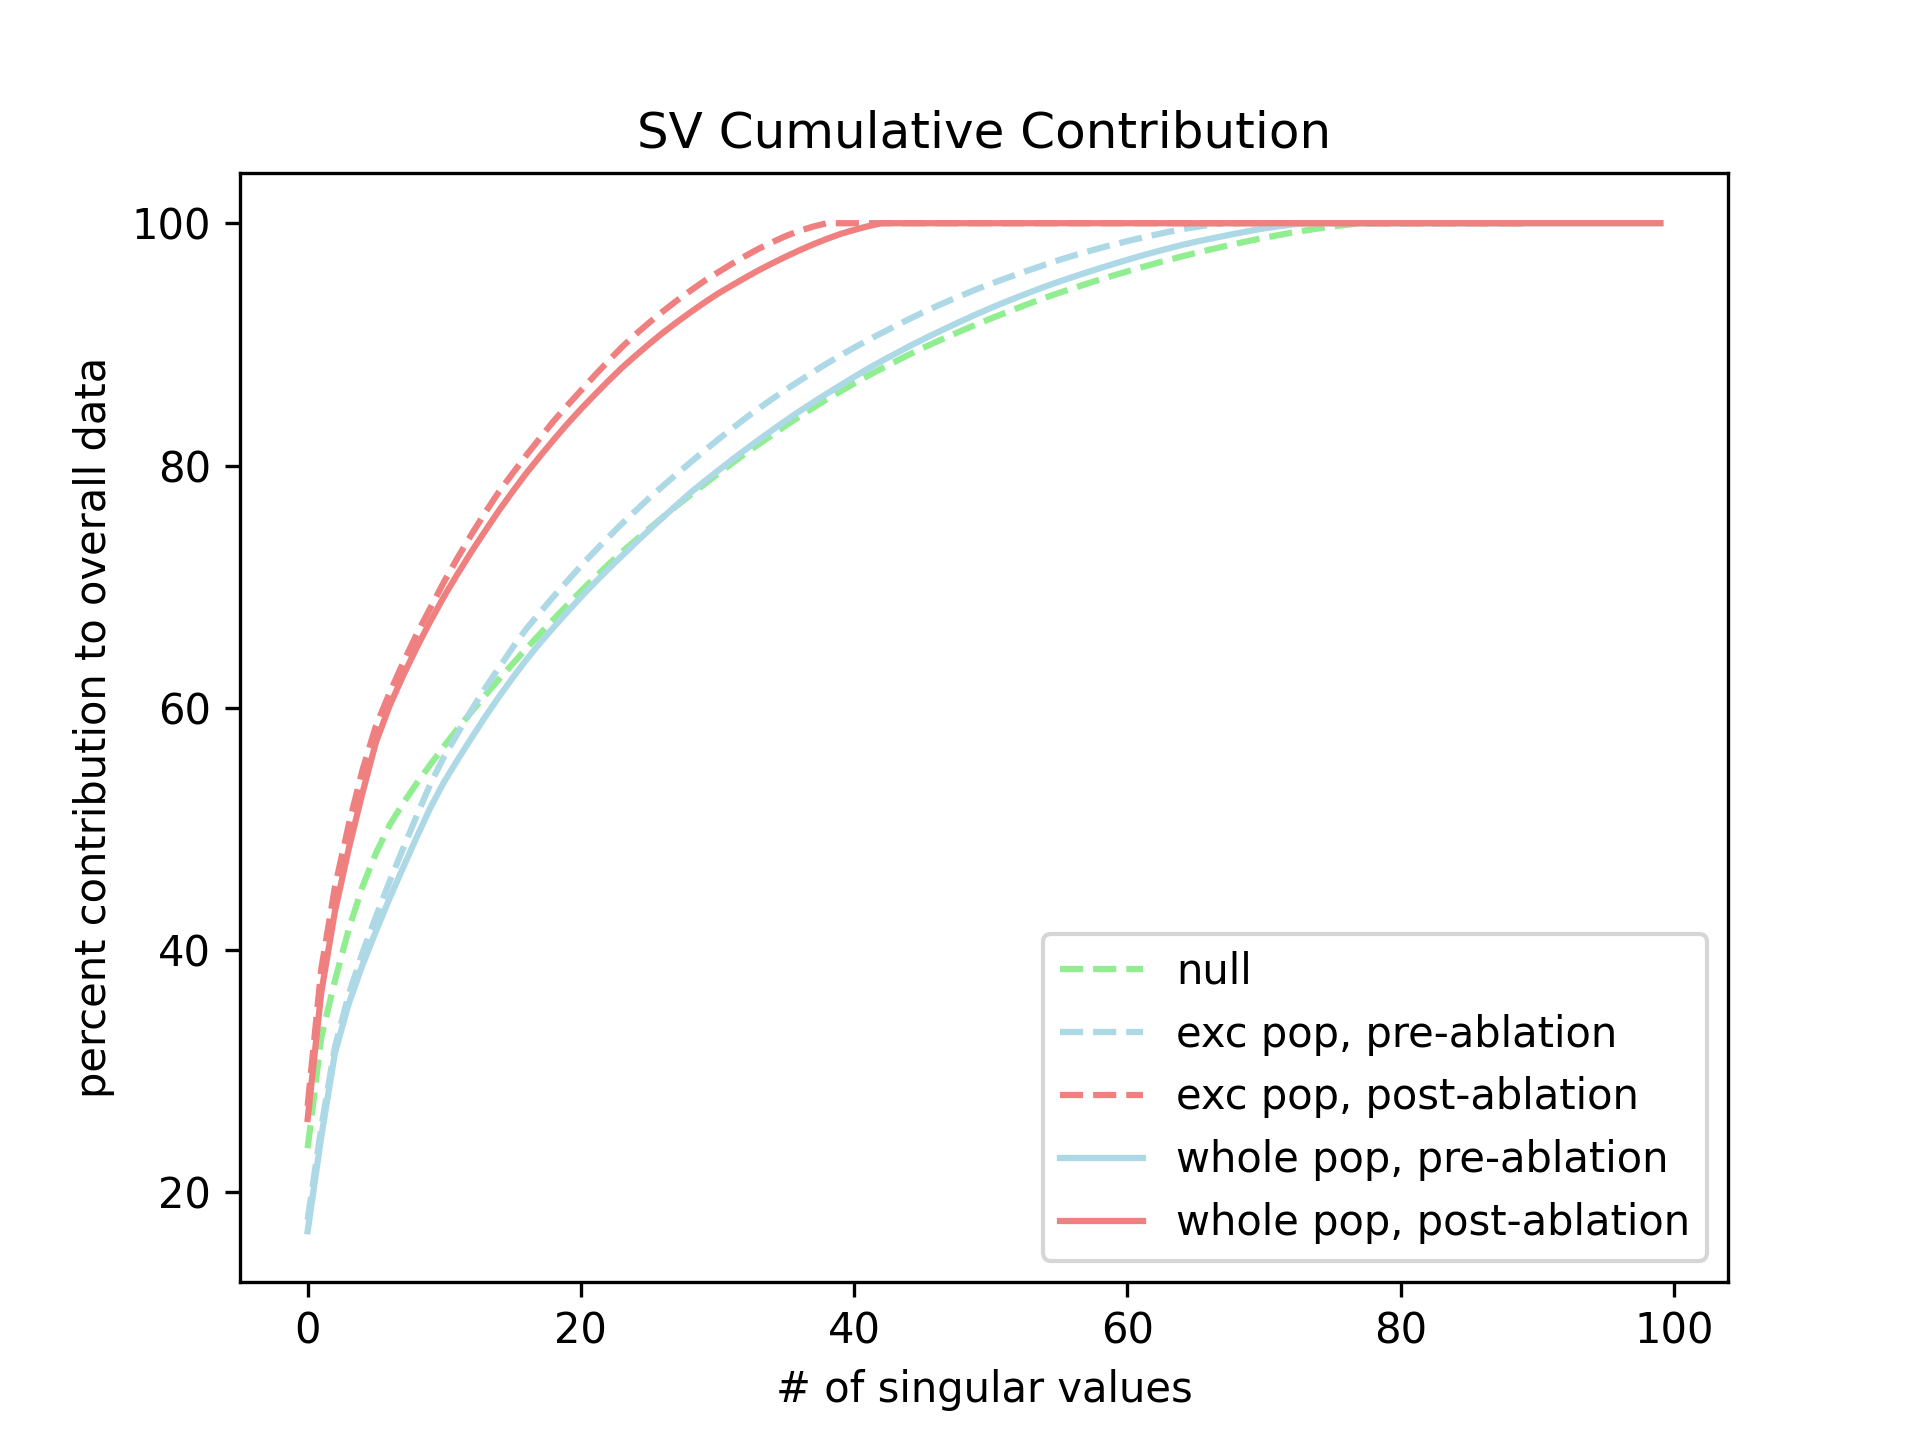 SV Cumulative Contribution
percent contribution to overall data
100
80
60
40
20
null
exc pop, pre-ablation
exc pop, post-ablation
whole pop, pre-ablation
whole pop, post-ablation
0 20 40 60 80 100
# of singular values